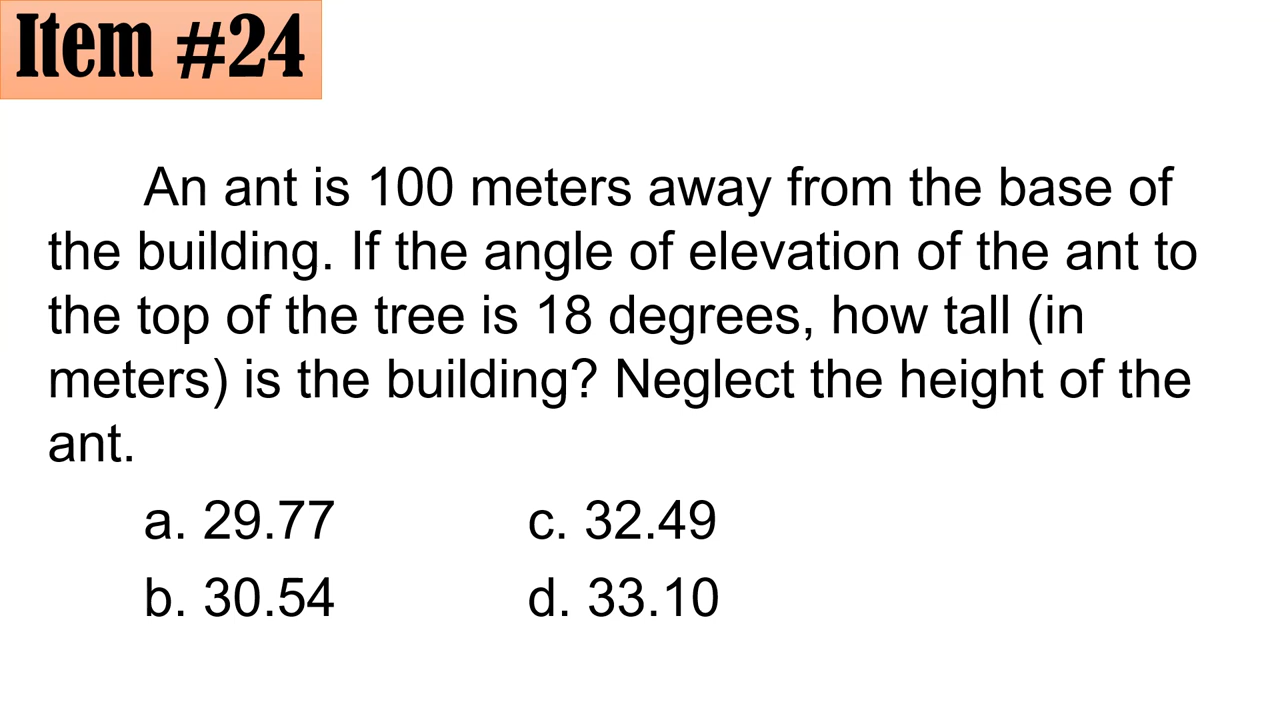 Item #24
An ant is 100 meters away from the base of
the building. If the angle of elevation of the ant to
the top of the tree is 18 degrees, how tall (in
meters) is the building? Neglect the height of the
ant.
a. 29.77 c. 32.49
b. 30.54 d. 33.10